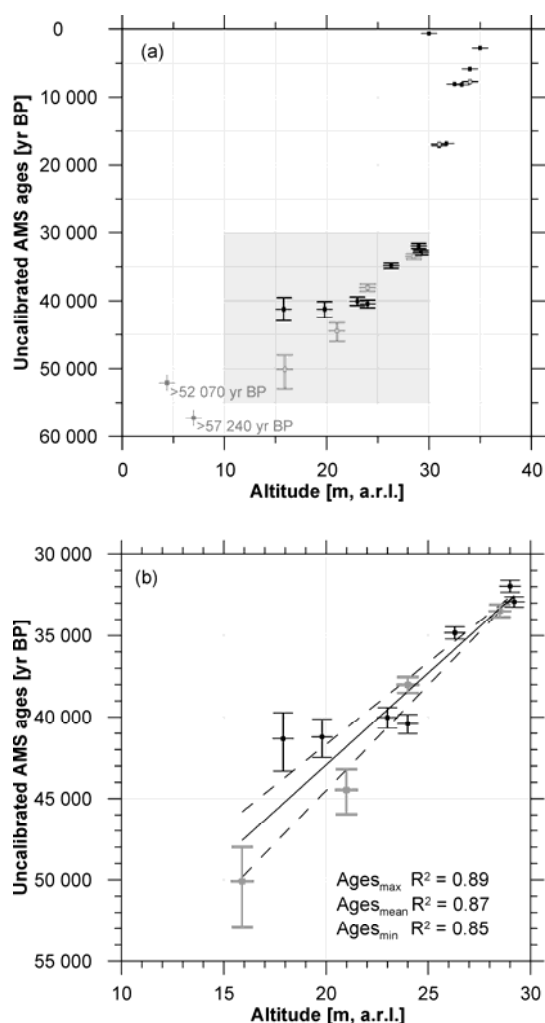 (a)
Uncalibrated AMS ages [yr BP]
0
10 000
20 000
30 000
40 000
50 000
60 000
>52 070 yr BP
>57 240 yr BP
0 10 20 30 40
Altitude [m, a.r.l.]
(b)
Uncalibrated AMS ages [yr BP]
30 000
35 000
40 000
45 000
50 000
55 000
Ages_max R² = 0.89
Ages_mean R² = 0.87
Ages_min R² = 0.85
10 15 20 25 30
Altitude [m, a.r.l.]